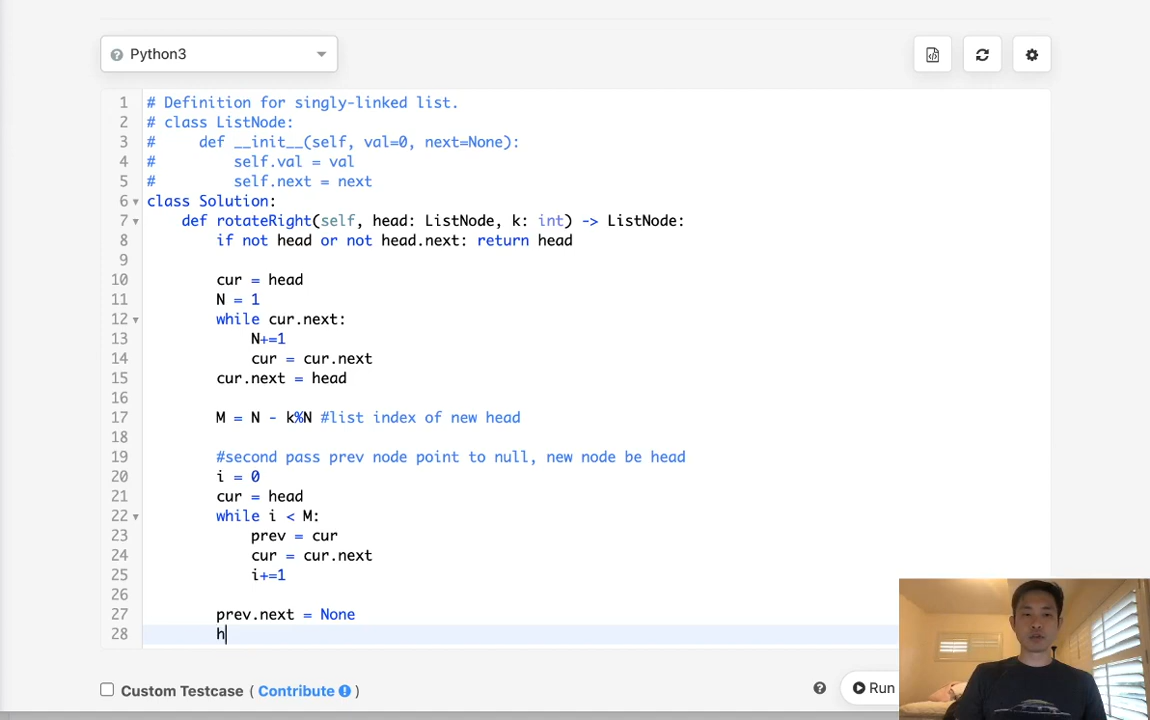 Python3
1 # Definition for singly-linked list.
2 # class ListNode:
3 #     def __init__(self, val=0, next=None):
4 #         self.val = val
5 #         self.next = next
6 class Solution:
7     def rotateRight(self, head: ListNode, k: int) -> ListNode:
8         if not head or not head.next: return head
9
10         cur = head
11         N = 1
12         while cur.next:
13             N+=1
14             cur = cur.next
15         cur.next = head
16
17         M = N - k%N #list index of new head
18
19         #second pass prev node point to null, new node be head
20         i = 0
21         cur = head
22         while i < M:
23             prev = cur
24             cur = cur.next
25             i+=1
26
27         prev.next = None
28         h
Custom Testcase ( Contribute )
Run